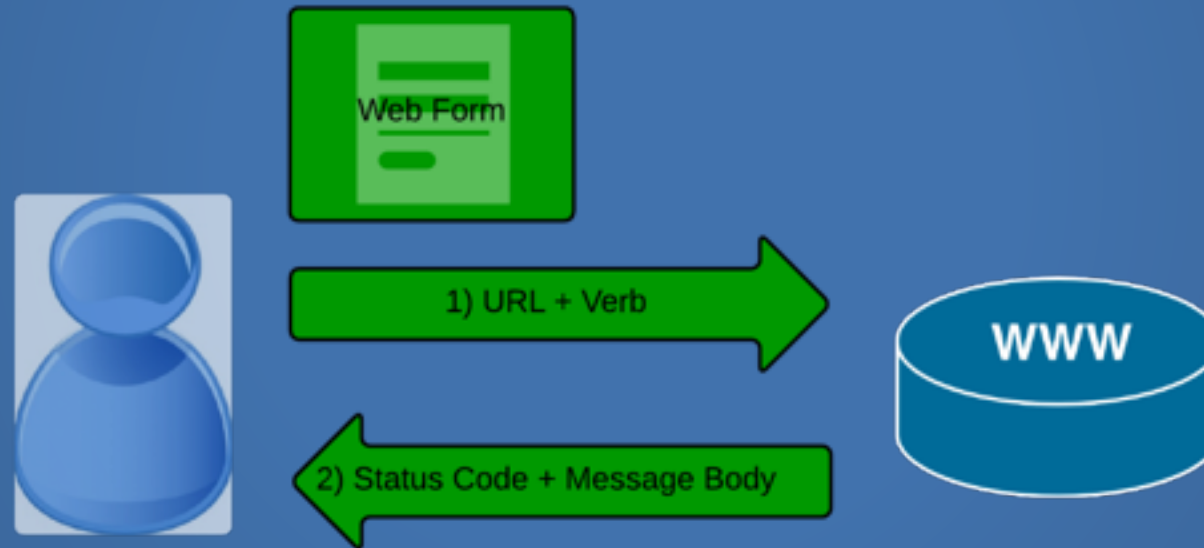 Web Form
1) URL + Verb
WWW
2) Status Code + Message Body